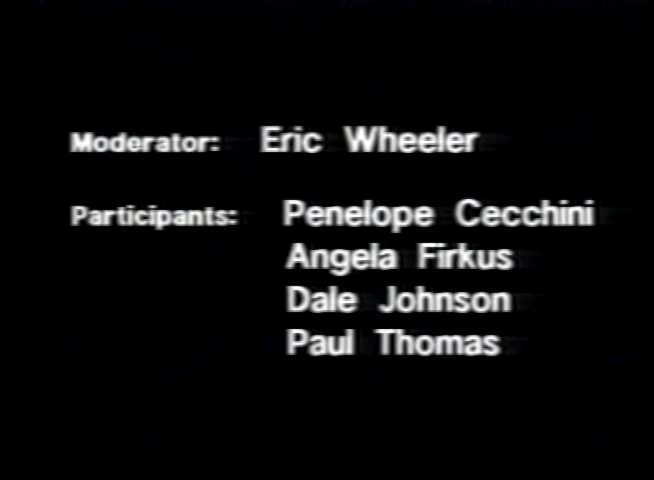 Moderator: Eric Wheeler
Participants: Penelope Cecchini
Angela Firkus
Dale Johnson
Paul Thomas